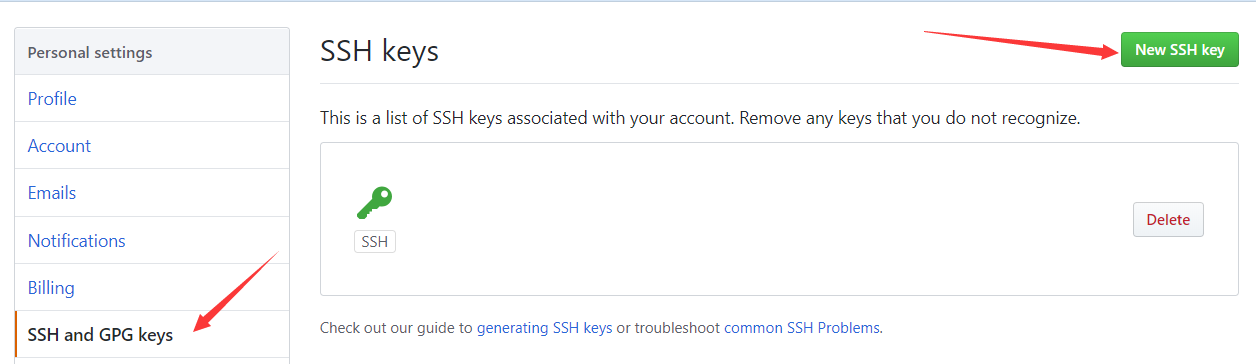 Personal settings
Profile
Account
Emails
Notifications
Billing
SSH and GPG keys
SSH keys
New SSH key
This is a list of SSH keys associated with your account. Remove any keys that you do not recognize.
SSH
Delete
Check out our guide to generating SSH keys or troubleshoot common SSH Problems.